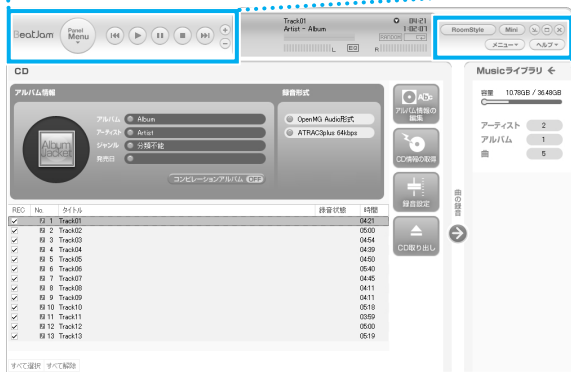 BeatJam
Panel
Menu
Track01
Artist - Album
04:21
1-02-01
L
EQ
R
RANDOM
RoomStyle
Mini
メニュー
ヘルプ
CD
アルバム情報
録音形式
Album
Jacket
アルバム
Album
アーティスト
Artist
ジャンル
分類不能
発売日
コンピレーションアルバム OFF
OpenMG Audio形式
ATRAC3plus 64kbps
アルバム情報の
編集
CD情報の取得
録音設定
CD取り出し
REC No. タイトル 録音状態 時間
1 Track01 04:21
2 Track02 05:00
3 Track03 04:54
4 Track04 04:39
5 Track05 04:50
6 Track06 05:40
7 Track07 04:45
8 Track08 04:11
9 Track09 04:11
10 Track10 05:18
11 Track11 03:59
12 Track12 05:00
13 Track13 05:19
すべて選択 すべて解除
曲の録音
Musicライブラリ
容量 10.78GB / 36.48GB
アーティスト 2
アルバム 1
曲 5